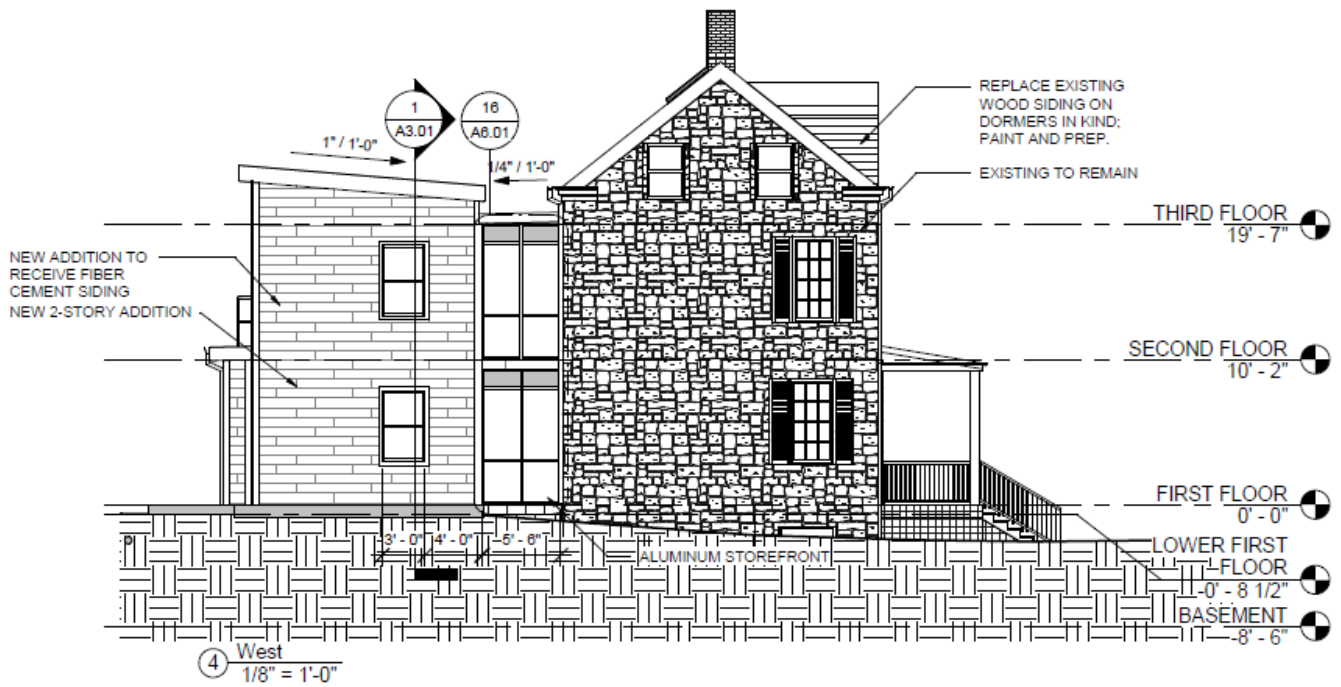 1
A3.01
16
A6.01
1" / 1'-0"
1/4" / 1'-0"
REPLACE EXISTING
WOOD SIDING ON
DORMERS IN KIND;
PAINT AND PREP.
EXISTING TO REMAIN
THIRD FLOOR
19' - 7"
NEW ADDITION TO
RECEIVE FIBER
CEMENT SIDING
NEW 2-STORY ADDITION
SECOND FLOOR
10' - 2"
FIRST FLOOR
0' - 0"
3' - 0"
4' - 0"
5' - 6"
ALUMINUM STOREFRONT
LOWER FIRST
FLOOR
-0' - 8 1/2"
BASEMENT
-8' - 6"
4
West
1/8" = 1'-0"